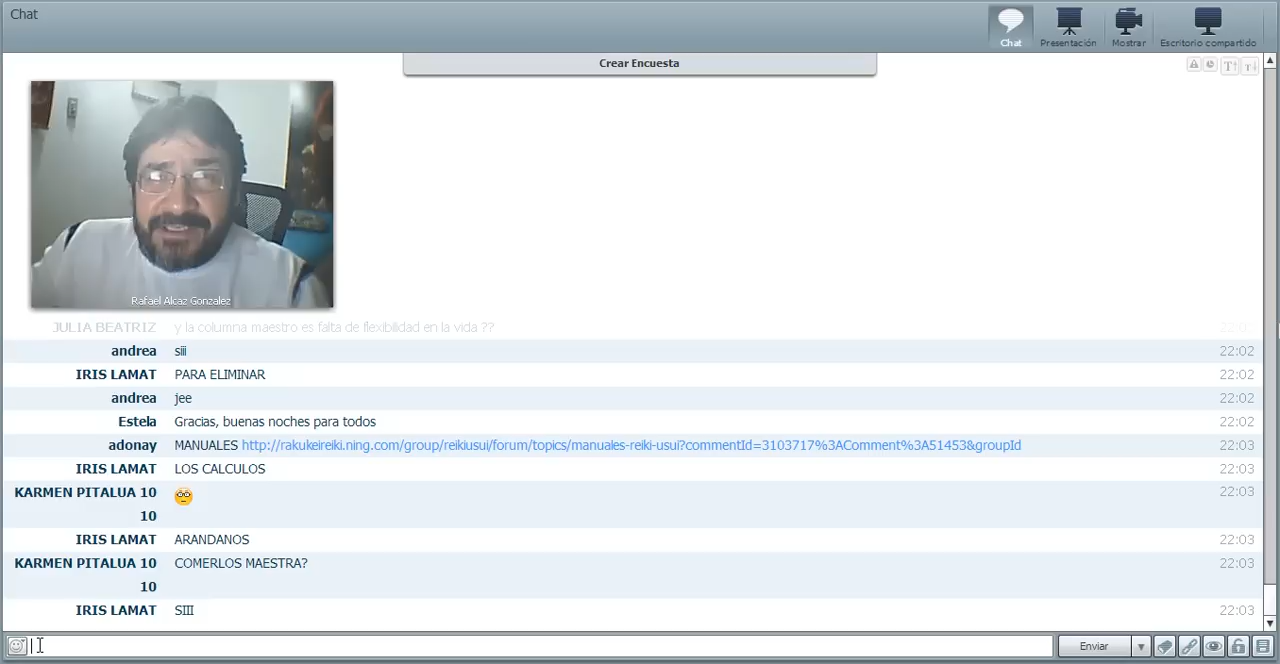 Chat
Chat
Presentación
Mostrar
Escritorio compartido
Crear Encuesta
Rafael Alcaz Gonzalez
JULIA BEATRIZ y la columna maestro es falta de flexibilidad en la vida ??
andrea siii 22:02
IRIS LAMAT PARA ELIMINAR 22:02
andrea jee 22:02
Estela Gracias, buenas noches para todos 22:02
adonay MANUALES http://rakukeireiki.ning.com/group/reikiusui/forum/topics/manuales-reiki-usui?commentId=3103717%3AComment%3A51453&groupId 22:03
IRIS LAMAT LOS CALCULOS 22:03
KARMEN PITALUA 10 22:03
10
IRIS LAMAT ARANDANOS 22:03
KARMEN PITALUA 10 COMERLOS MAESTRA? 22:03
10
IRIS LAMAT SIII 22:03
Enviar